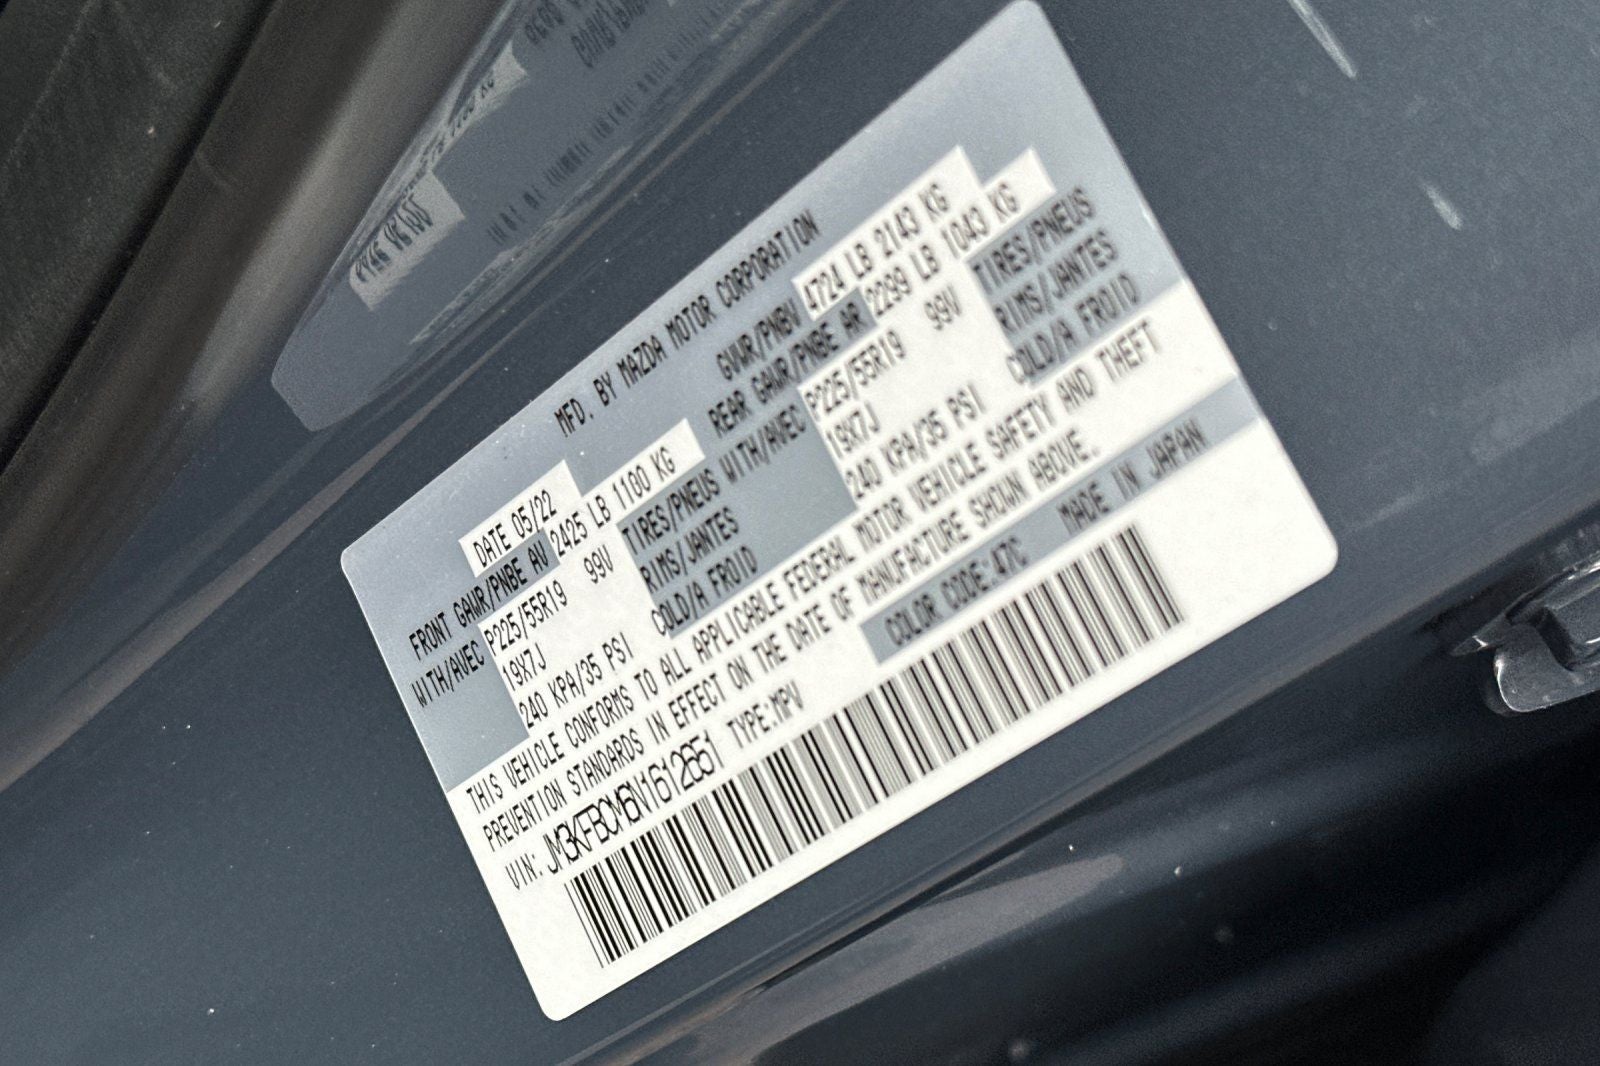 MFD. BY MAZDA MOTOR CORPORATION
DATE 05/22 GVWR/PNBV 4724 LB 2143 KG
FRONT GAWR/PNBE AV 2425 LB 1100 KG REAR GAWR/PNBE AR 2299 LB 1043 KG
WITH/AVEC P225/55R19 99V TIRES/PNEUS WITH/AVEC P225/55R19 99V TIRES/PNEUS
19X7J RIMS/JANTES 19X7J RIMS/JANTES
240 KPA/35 PSI COLD/A FROID 240 KPA/35 PSI COLD/A FROID
THIS VEHICLE CONFORMS TO ALL APPLICABLE FEDERAL MOTOR VEHICLE SAFETY AND THEFT
PREVENTION STANDARDS IN EFFECT ON THE DATE OF MANUFACTURE SHOWN ABOVE.
VIN: JM3KFBCM6N1612651 TYPE:MPV COLOR CODE:47C MADE IN JAPAN